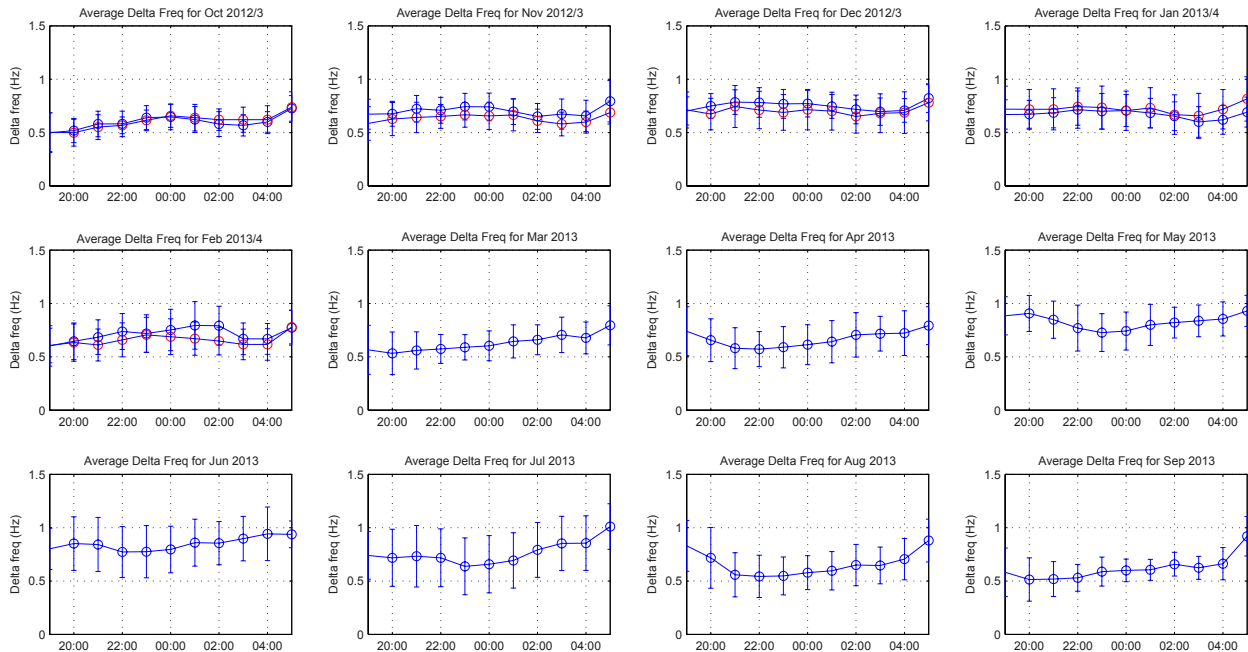 Average Delta Freq for Oct 2012/3
Average Delta Freq for Nov 2012/3
Average Delta Freq for Dec 2012/3
Average Delta Freq for Jan 2013/4
1.5
1
0.5
0
Delta freq (Hz)
20:00 22:00 00:00 02:00 04:00
1.5
1
0.5
0
Delta freq (Hz)
20:00 22:00 00:00 02:00 04:00
1.5
1
0.5
0
Delta freq (Hz)
20:00 22:00 00:00 02:00 04:00
1.5
1
0.5
0
Delta freq (Hz)
20:00 22:00 00:00 02:00 04:00
Average Delta Freq for Feb 2013/4
Average Delta Freq for Mar 2013
Average Delta Freq for Apr 2013
Average Delta Freq for May 2013
1.5
1
0.5
0
Delta freq (Hz)
20:00 22:00 00:00 02:00 04:00
1.5
1
0.5
0
Delta freq (Hz)
20:00 22:00 00:00 02:00 04:00
1.5
1
0.5
0
Delta freq (Hz)
20:00 22:00 00:00 02:00 04:00
1.5
1
0.5
0
Delta freq (Hz)
20:00 22:00 00:00 02:00 04:00
Average Delta Freq for Jun 2013
Average Delta Freq for Jul 2013
Average Delta Freq for Aug 2013
Average Delta Freq for Sep 2013
1.5
1
0.5
0
Delta freq (Hz)
20:00 22:00 00:00 02:00 04:00
1.5
1
0.5
0
Delta freq (Hz)
20:00 22:00 00:00 02:00 04:00
1.5
1
0.5
0
Delta freq (Hz)
20:00 22:00 00:00 02:00 04:00
1.5
1
0.5
0
Delta freq (Hz)
20:00 22:00 00:00 02:00 04:00